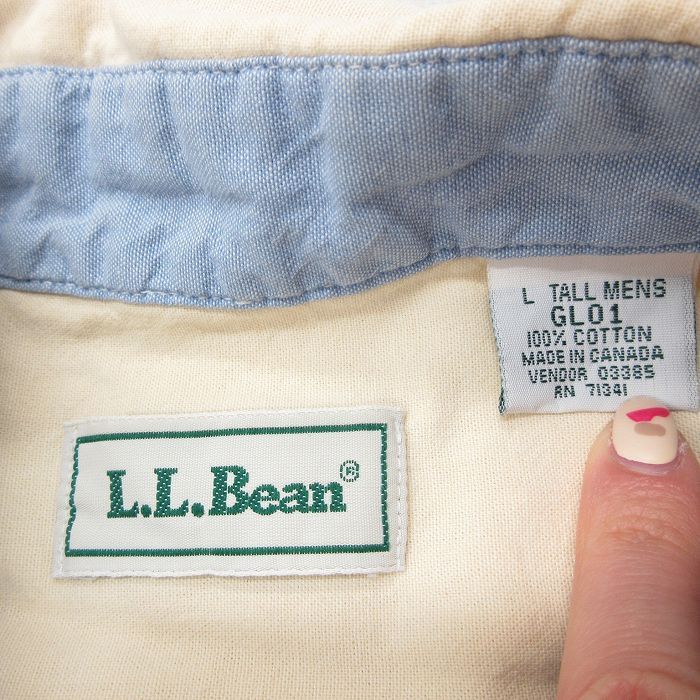 L TALL MENS
GL01
100% COTTON
MADE IN CANADA
VENDOR 03385
RN 71341
L.L.Bean®